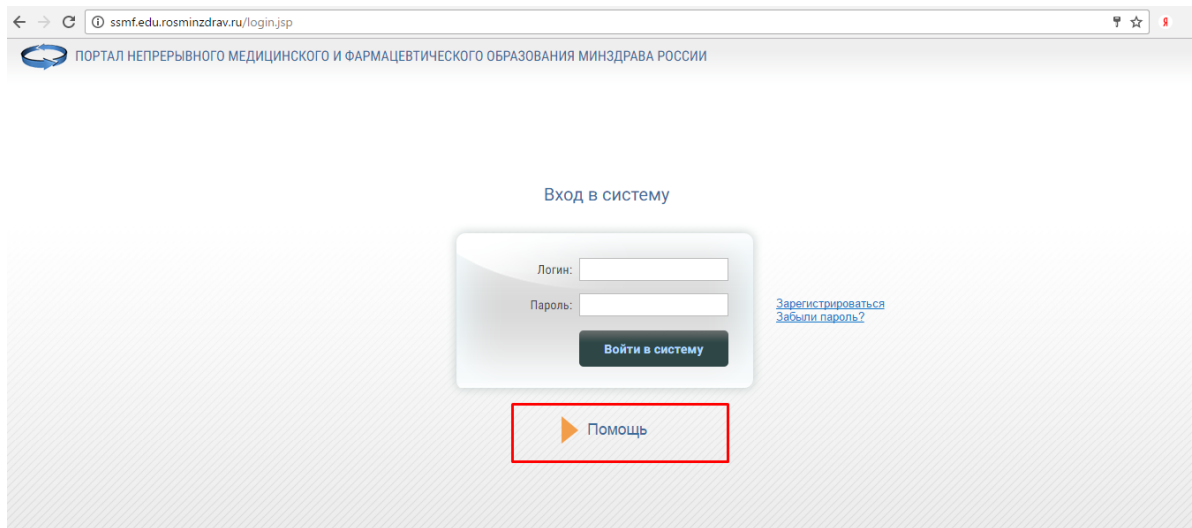 ssmf.edu.rosminzdrav.ru/login.jsp
Я
ПОРТАЛ НЕПРЕРЫВНОГО МЕДИЦИНСКОГО И ФАРМАЦЕВТИЧЕСКОГО ОБРАЗОВАНИЯ МИНЗДРАВА РОССИИ
Вход в систему
Логин:
Пароль:
Зарегистрироваться
Забыли пароль?
Войти в систему
Помощь